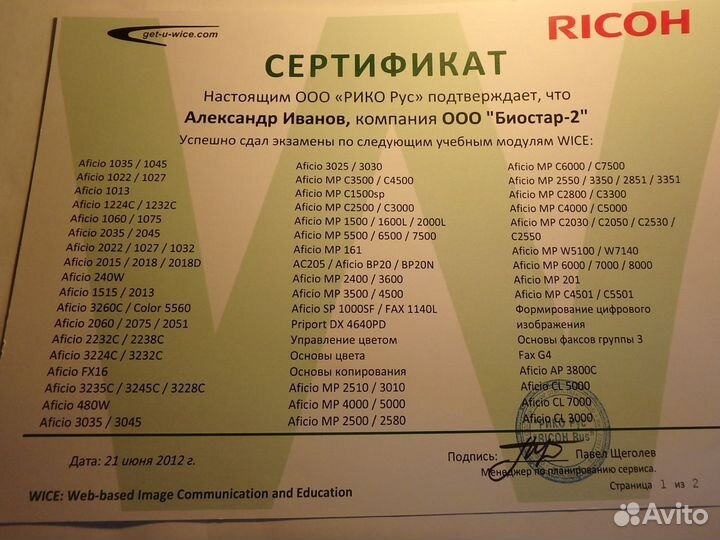 get-u-wice.com
RICOH
СЕРТИФИКАТ
Настоящим ООО «РИКО Рус» подтверждает, что
Александр Иванов, компания ООО "Биостар-2"
Успешно сдал экзамены по следующим учебным модулям WICE:
Aficio 1035 / 1045
Aficio 1022 / 1027
Aficio 1013
Aficio 1224C / 1232C
Aficio 1060 / 1075
Aficio 2035 / 2045
Aficio 2022 / 1027 / 1032
Aficio 2015 / 2018 / 2018D
Aficio 240W
Aficio 1515 / 2013
Aficio 3260C / Color 5560
Aficio 2060 / 2075 / 2051
Aficio 2232C / 2238C
Aficio 3224C / 3232C
Aficio FX16
Aficio 3235C / 3245C / 3228C
Aficio 480W
Aficio 3035 / 3045
Aficio 3025 / 3030
Aficio MP C3500 / C4500
Aficio MP C1500sp
Aficio MP C2500 / C3000
Aficio MP 1500 / 1600L / 2000L
Aficio MP 5500 / 6500 / 7500
Aficio MP 161
AC205 / Aficio BP20 / BP20N
Aficio MP 2400 / 3600
Aficio MP 3500 / 4500
Aficio SP 1000SF / FAX 1140L
Priport DX 4640PD
Управление цветом
Основы цвета
Основы копирования
Aficio MP 2510 / 3010
Aficio MP 4000 / 5000
Aficio MP 2500 / 2580
Aficio MP C6000 / C7500
Aficio MP 2550 / 3350 / 2851 / 3351
Aficio MP C2800 / C3300
Aficio MP C4000 / C5000
Aficio MP C2030 / C2050 / C2530 /
C2550
Aficio MP W5100 / W7140
Aficio MP 6000 / 7000 / 8000
Aficio MP 201
Aficio MP C4501 / C5501
Формирование цифрового
изображения
Основы факсов группы 3
Fax G4
Aficio AP 3800C
Aficio CL 5000
Aficio CL 7000
Aficio CL 3000
"РИКО Рус"
"RICOH Rus"
Дата: 21 июня 2012 г.
Подпись:
Павел Щеголев
Менеджер по планированию сервиса.
Страница 1 из 2
WICE: Web-based Image Communication and Education
Avito